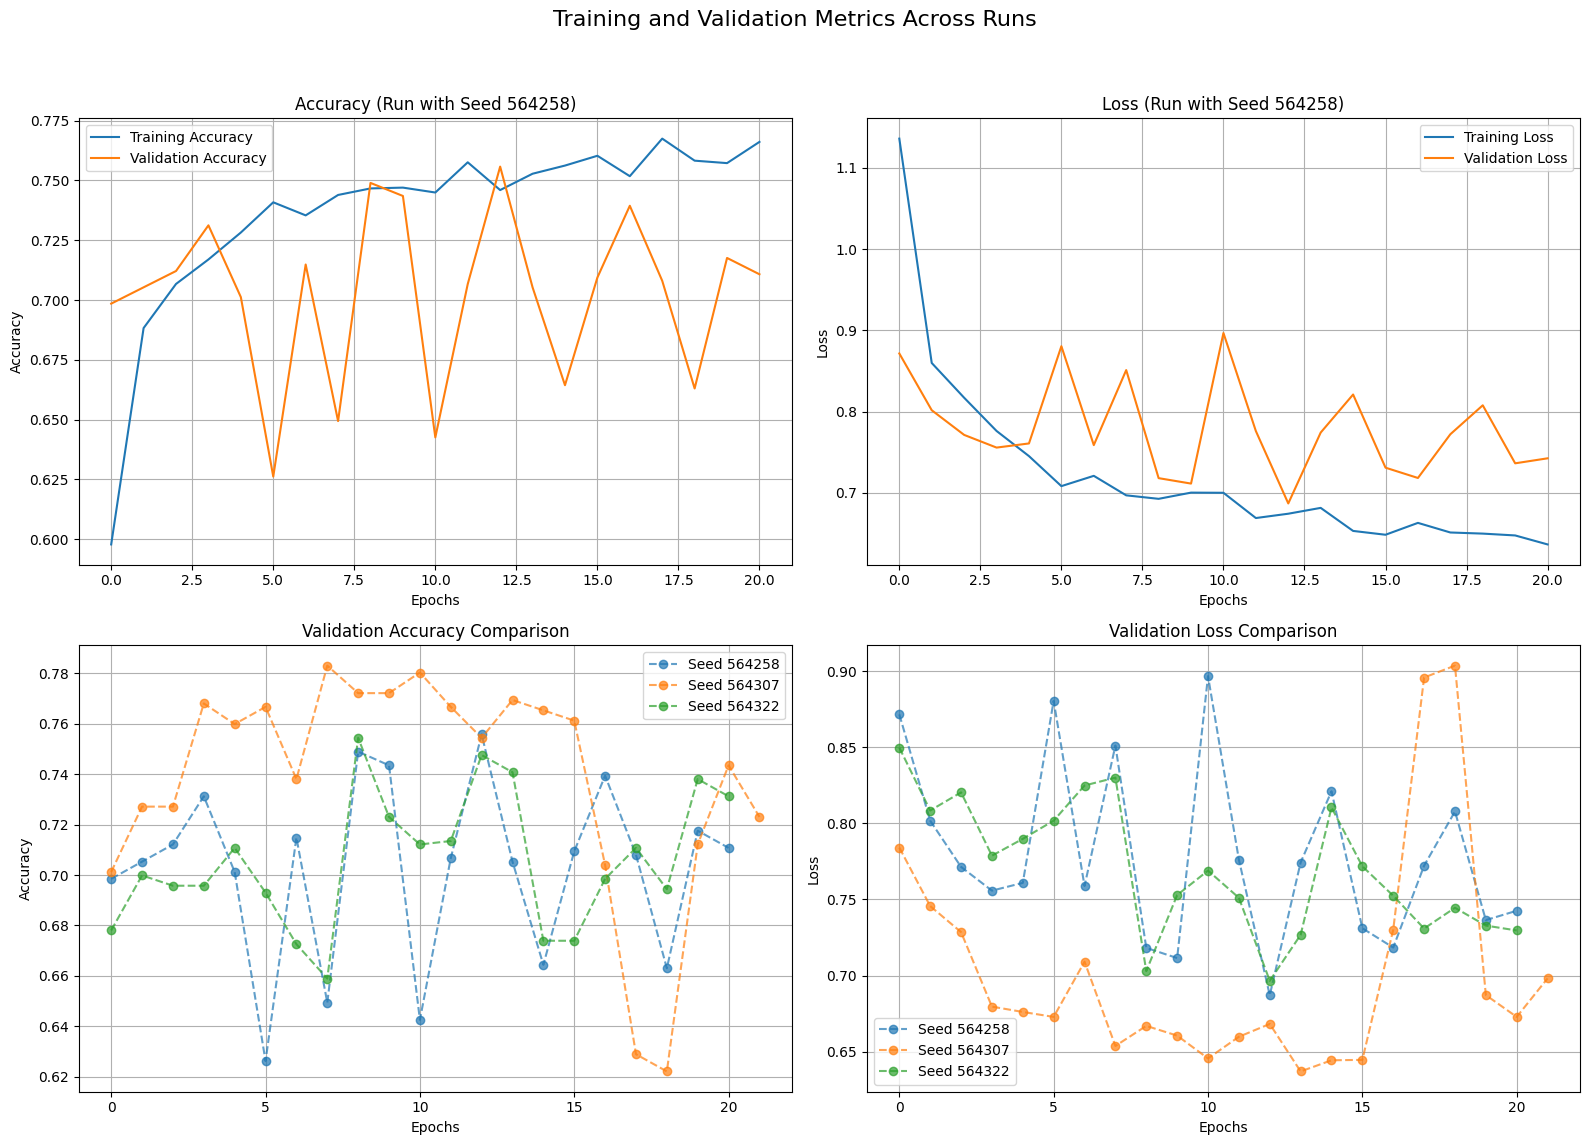 Training and Validation Metrics Across Runs
Accuracy (Run with Seed 564258)
Training Accuracy
Validation Accuracy
0.775
0.750
0.725
0.700
0.675
0.650
0.625
0.600
Accuracy
0.0 2.5 5.0 7.5 10.0 12.5 15.0 17.5 20.0
Epochs
Loss (Run with Seed 564258)
Training Loss
Validation Loss
1.1
1.0
0.9
0.8
0.7
Loss
0.0 2.5 5.0 7.5 10.0 12.5 15.0 17.5 20.0
Epochs
Validation Accuracy Comparison
Seed 564258
Seed 564307
Seed 564322
0.78
0.76
0.74
0.72
0.70
0.68
0.66
0.64
0.62
Accuracy
0 5 10 15 20
Epochs
Validation Loss Comparison
0.90
0.85
0.80
0.75
0.70
0.65
Loss
Seed 564258
Seed 564307
Seed 564322
0 5 10 15 20
Epochs